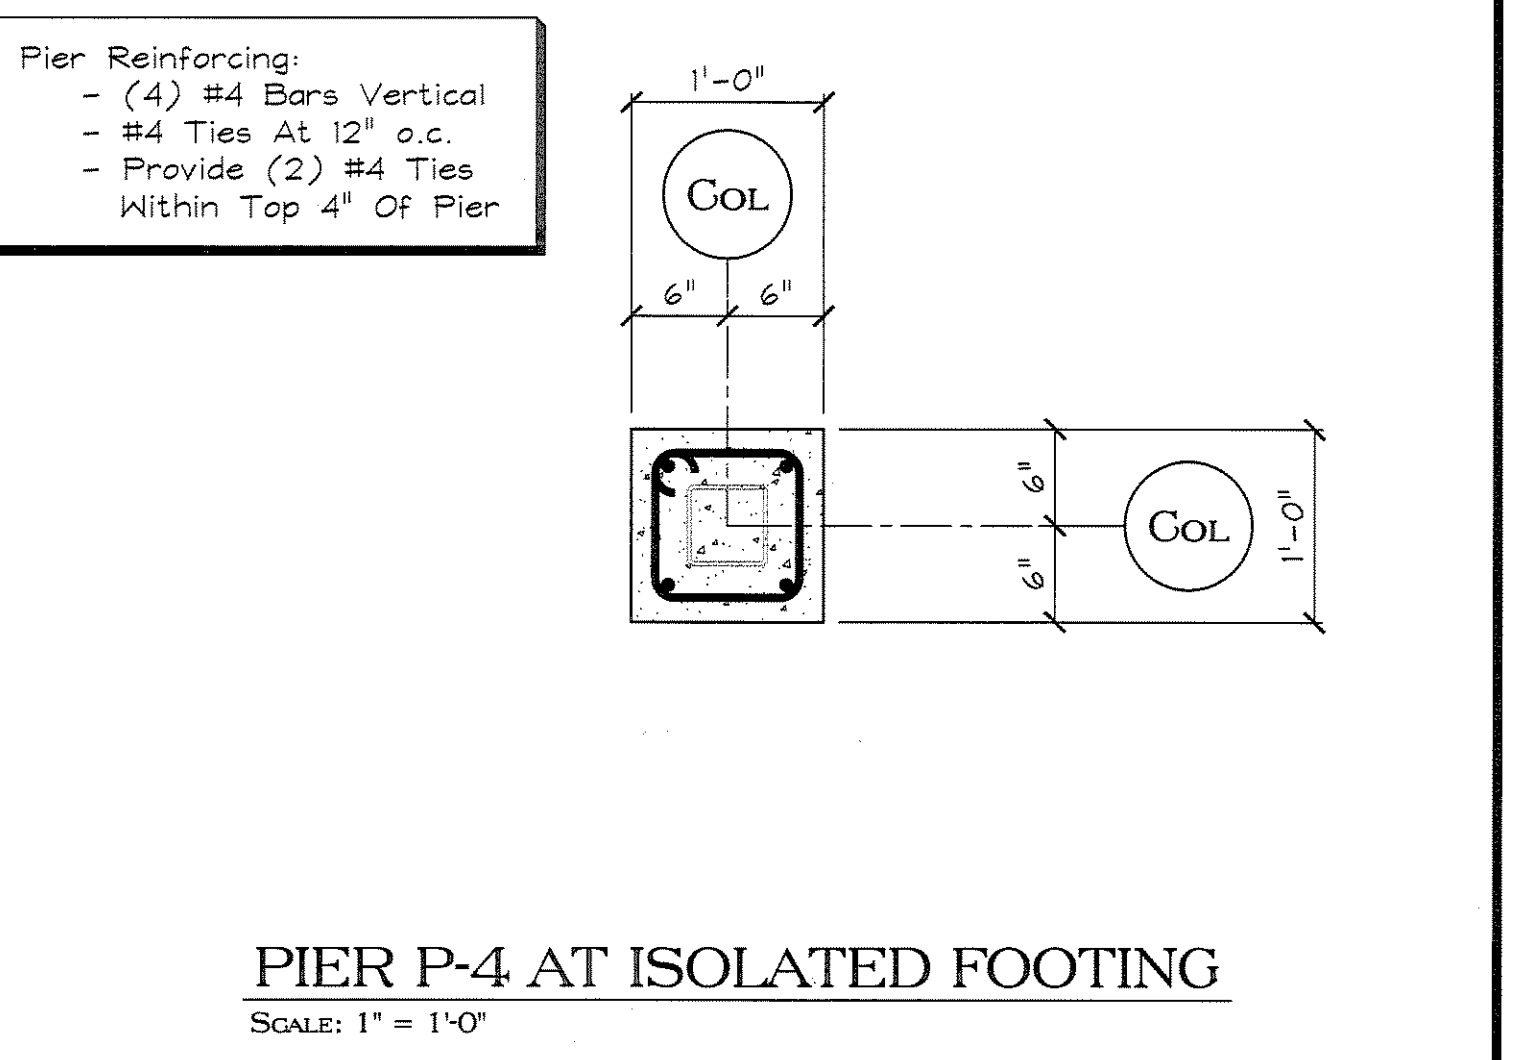 Pier Reinforcing:
- (4) #4 Bars Vertical
- #4 Ties At 12" o.c.
- Provide (2) #4 Ties
Within Top 4" Of Pier
1'-0"
COL
6" 6"
6"
COL
1'-0"
6"
PIER P-4 AT ISOLATED FOOTING
SCALE: 1" = 1'-0"